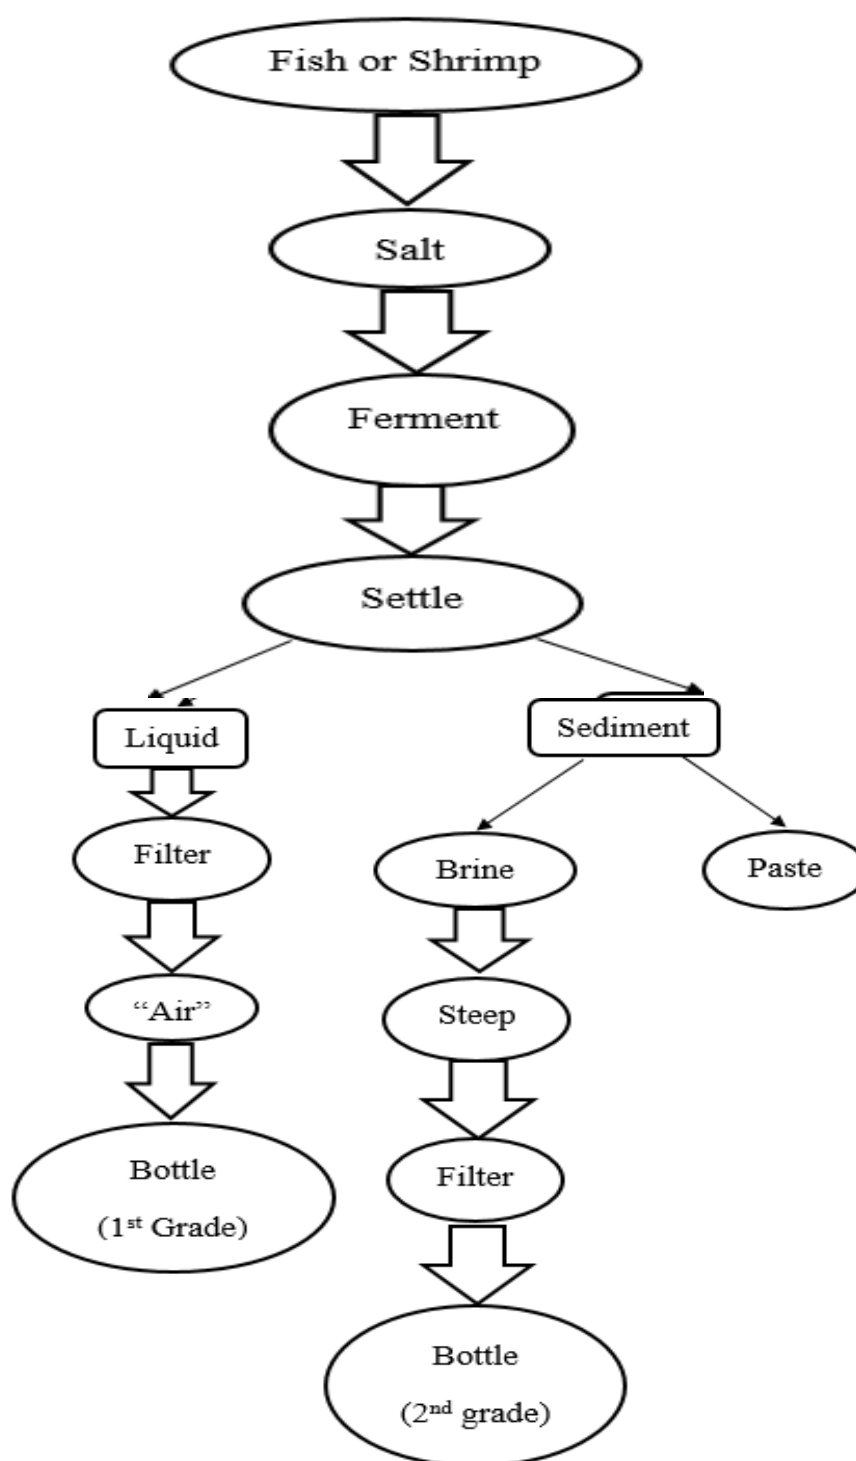 Fish or Shrimp
Salt
Ferment
Settle
Liquid
Sediment
Filter
Brine
Paste
“Air”
Steep
Bottle
(1st Grade)
Filter
Bottle
(2nd grade)